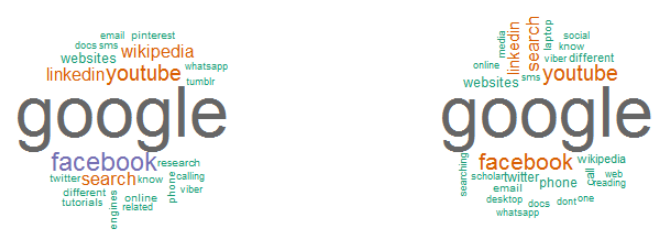 email pinterest
docs sms wikipedia
websites
linkedin youtube whatsapp
tumblr
google
facebook research
twitter search know calling
different phone viber
tutorials engines online
related
media linkedin search laptop social
know
online viber different
websites sms youtube
google
facebook wikipedia
searching scholar twitter phone call web
email reading
desktop docs dont one
whatsapp